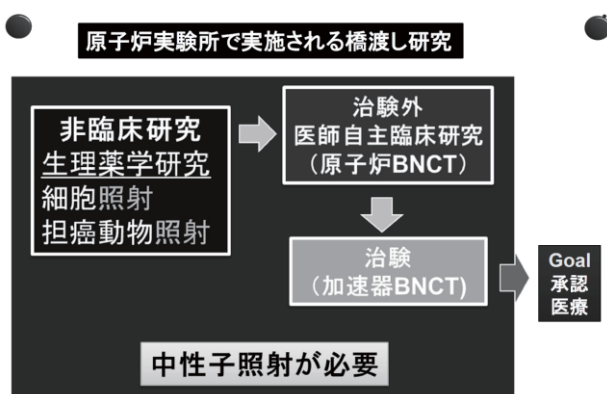 原子炉実験所で実施される橋渡し研究
非臨床研究
生理薬学研究
細胞照射
担癌動物照射
治験外
医師自主臨床研究
(原子炉BNCT)
治験
(加速器BNCT)
Goal
承認
医療
中性子照射が必要